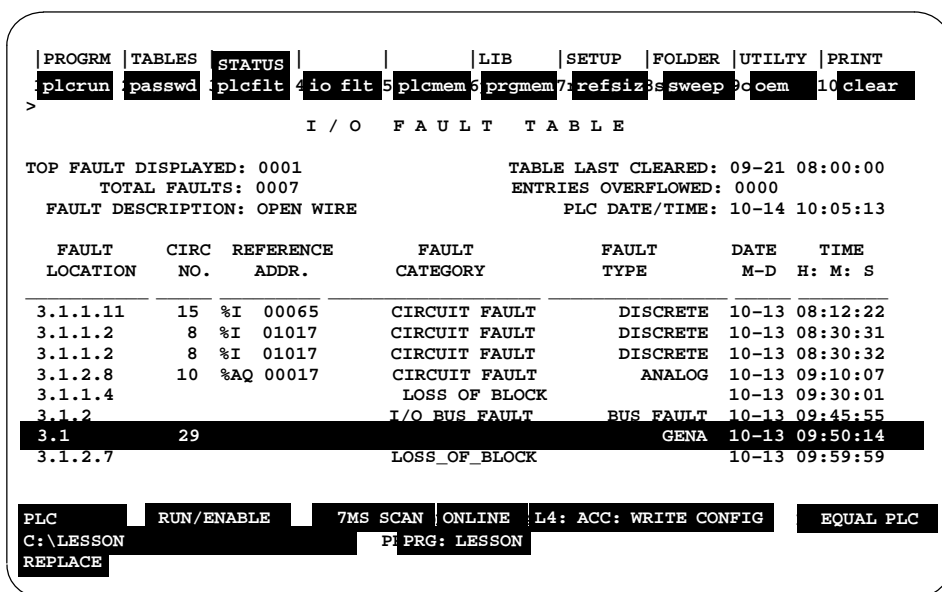 |PROGRM |TABLES |STATUS | | |LIB |SETUP |FOLDER |UTILTY |PRINT
1 plcrun 2 passwd 3 plcflt 4 io flt 5 plcmem 6 prgmem 7 refsiz 8 sweep 9 oem 10 clear
>
I / O F A U L T T A B L E
TOP FAULT DISPLAYED: 0001 TABLE LAST CLEARED: 09-21 08:00:00
TOTAL FAULTS: 0007 ENTRIES OVERFLOWED: 0000
FAULT DESCRIPTION: OPEN WIRE PLC DATE/TIME: 10-14 10:05:13
FAULT CIRC REFERENCE FAULT FAULT DATE TIME
LOCATION NO. ADDR. CATEGORY TYPE M-D H: M: S
3.1.1.11 15 %I 00065 CIRCUIT FAULT DISCRETE 10-13 08:12:22
3.1.1.2 8 %I 01017 CIRCUIT FAULT DISCRETE 10-13 08:30:31
3.1.1.2 8 %I 01017 CIRCUIT FAULT DISCRETE 10-13 08:30:32
3.1.2.8 10 %AQ 00017 CIRCUIT FAULT ANALOG 10-13 09:10:07
3.1.1.4 LOSS OF BLOCK 10-13 09:30:01
3.1.2 I/O BUS FAULT BUS FAULT 10-13 09:45:55
3.1 29 GENA 10-13 09:50:14
3.1.2.7 LOSS_OF_BLOCK 10-13 09:59:59
PLC RUN/ENABLE 7MS SCAN ONLINE L4: ACC: WRITE CONFIG EQUAL PLC
C:\LESSON PRG: LESSON
REPLACE